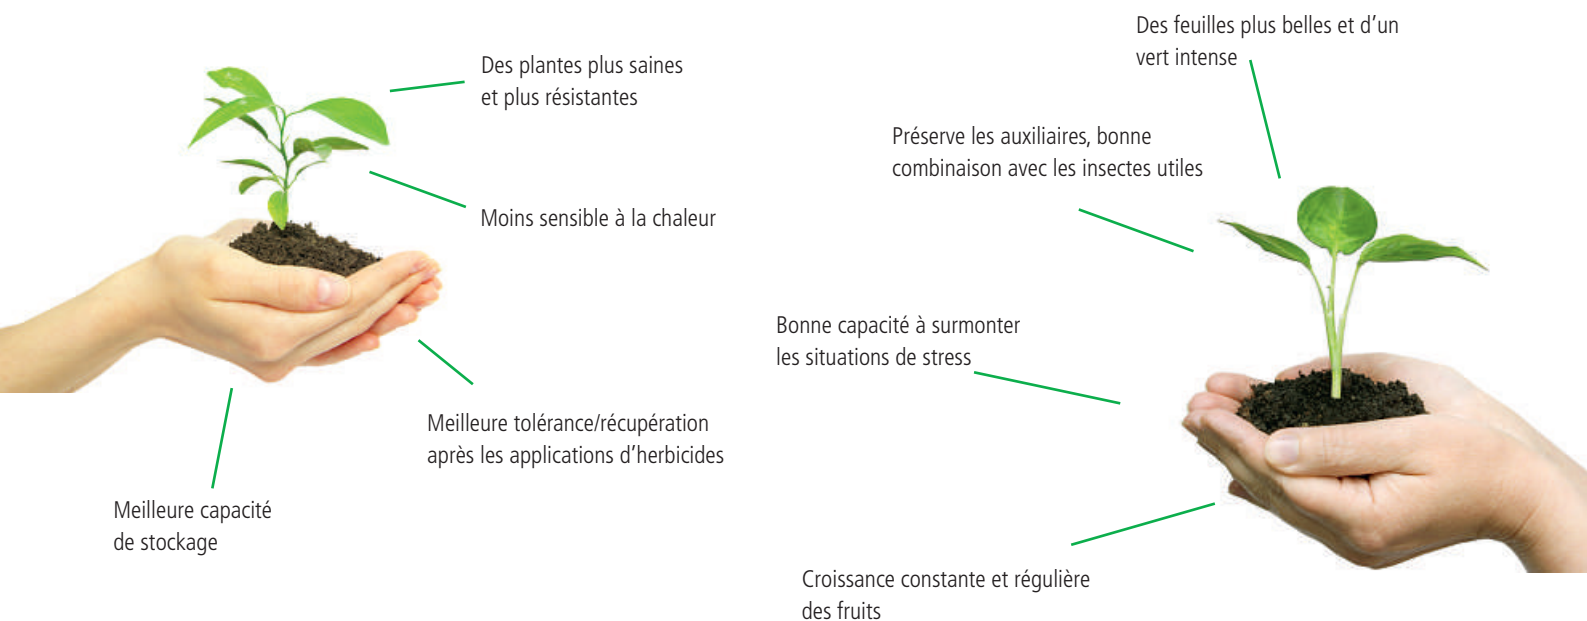 Des plantes plus saines
et plus résistantes
Moins sensible à la chaleur
Meilleure tolérance/récupération
après les applications d’herbicides
Meilleure capacité
de stockage
Des feuilles plus belles et d’un
vert intense
Préserve les auxiliaires, bonne
combinaison avec les insectes utiles
Bonne capacité à surmonter
les situations de stress
Croissance constante et régulière
des fruits